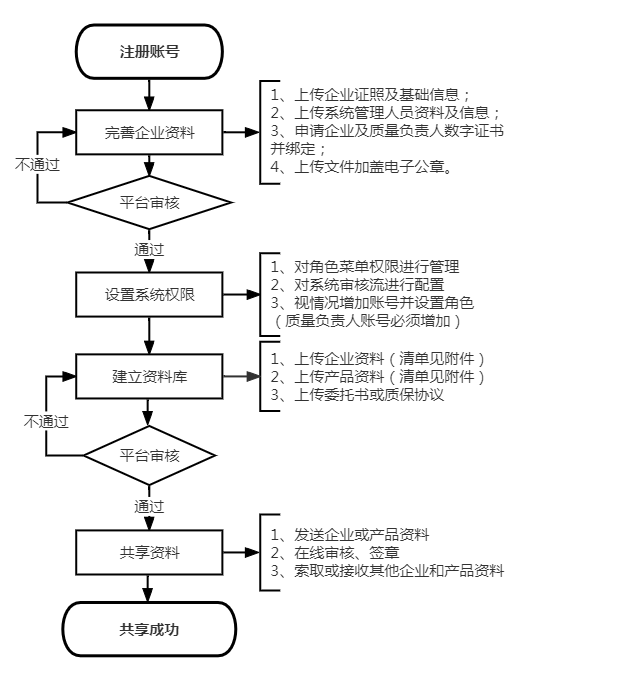 注册账号
完善企业资料
1、上传企业证照及基础信息；
2、上传系统管理人员资料及信息；
3、申请企业及质量负责人数字证书
并绑定；
4、上传文件加盖电子公章。
不通过
平台审核
通过
设置系统权限
1、对角色菜单权限进行管理
2、对系统审核流进行配置
3、视情况增加账号并设置角色
（质量负责人账号必须增加）
建立资料库
1、上传企业资料（清单见附件）
2、上传产品资料（清单见附件）
3、上传委托书或质保协议
不通过
平台审核
通过
共享资料
1、发送企业或产品资料
2、在线审核、签章
3、索取或接收其他企业和产品资料
共享成功